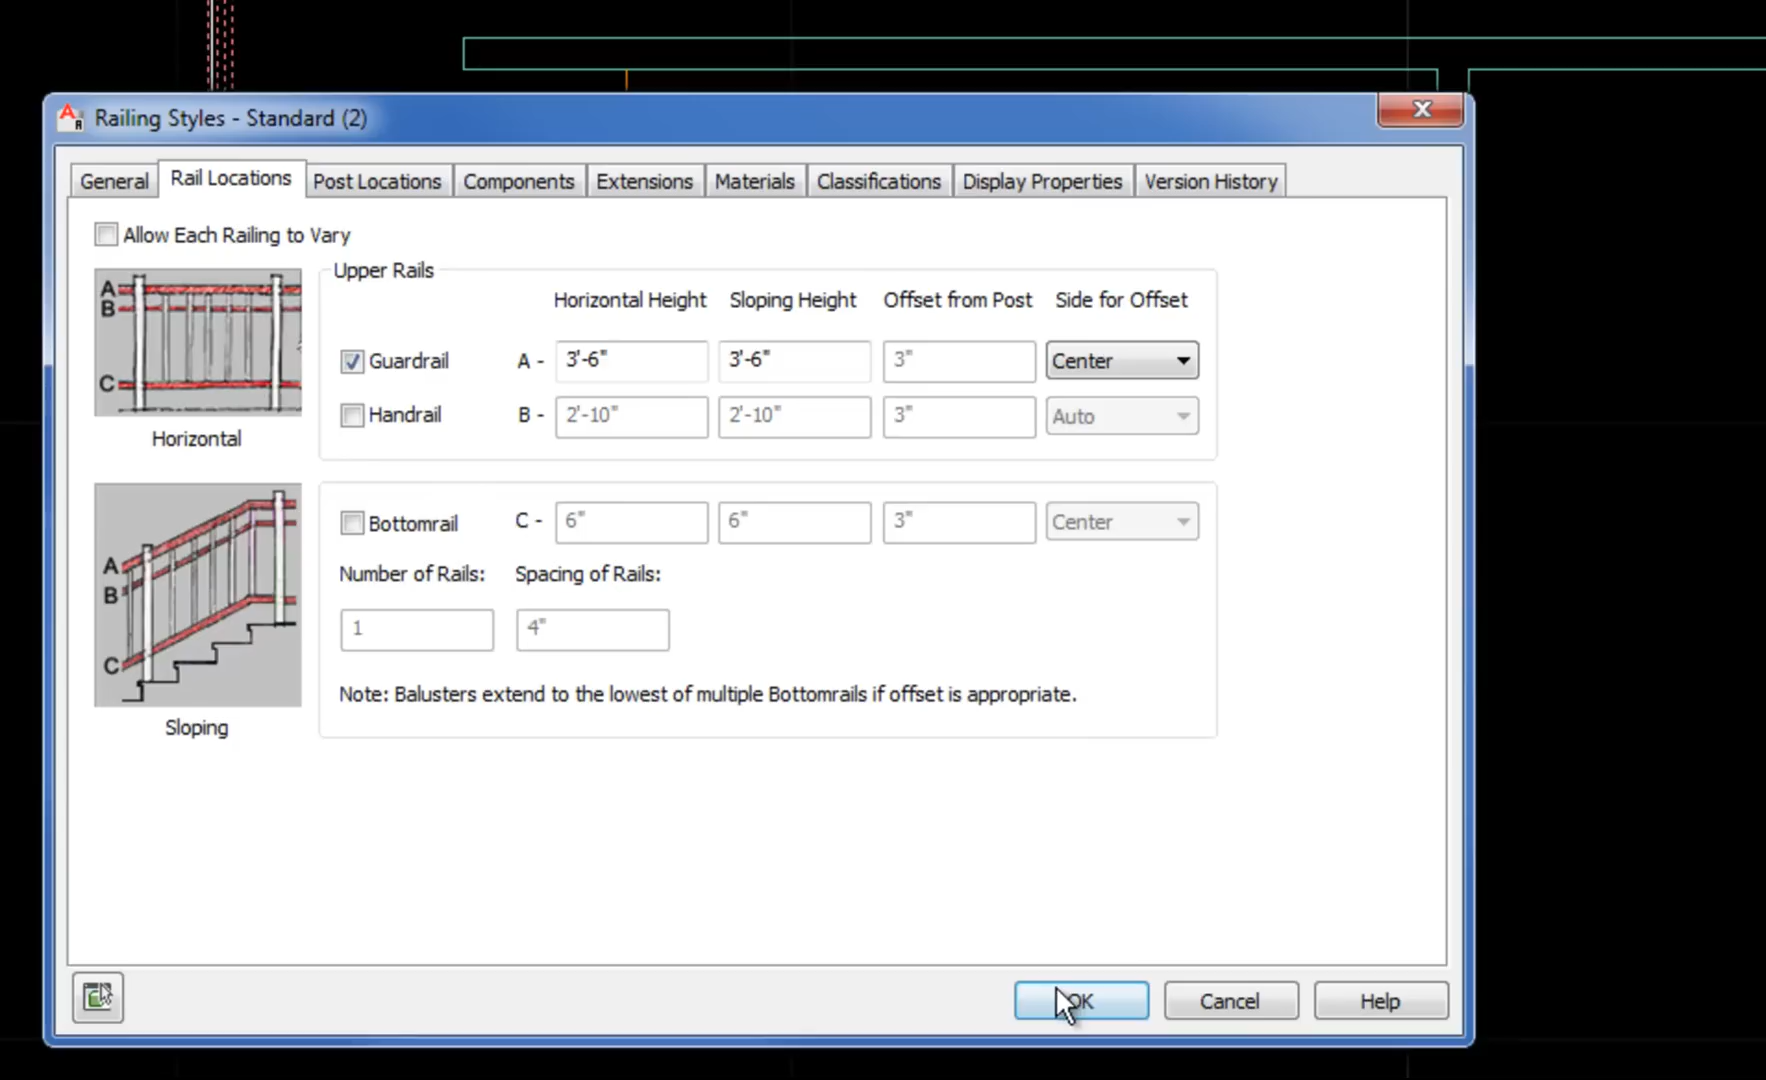 Railing Styles - Standard (2)
General Rail Locations Post Locations Components Extensions Materials Classifications Display Properties Version History
Allow Each Railing to Vary
Upper Rails
Horizontal Height Sloping Height Offset from Post Side for Offset
A
B
C
Horizontal
Guardrail A - 3'-6" 3'-6" 3" Center
Handrail B - 2'-10" 2'-10" 3" Auto
A
B
C
Sloping
Bottomrail C - 6" 6" 3" Center
Number of Rails: Spacing of Rails:
1 4"
Note: Balusters extend to the lowest of multiple Bottomrails if offset is appropriate.
OK Cancel Help